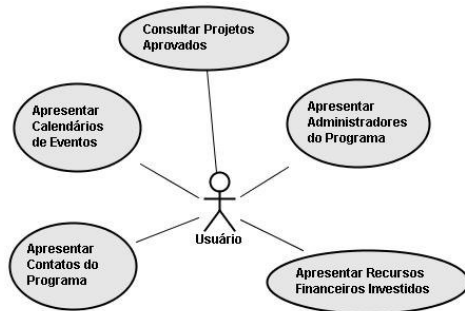 Consultar Projetos
Aprovados
Apresentar
Calendários
de Eventos
Apresentar
Administradores
do Programa
Usuário
Apresentar
Contatos do
Programa
Apresentar Recursos
Financeiros Investidos